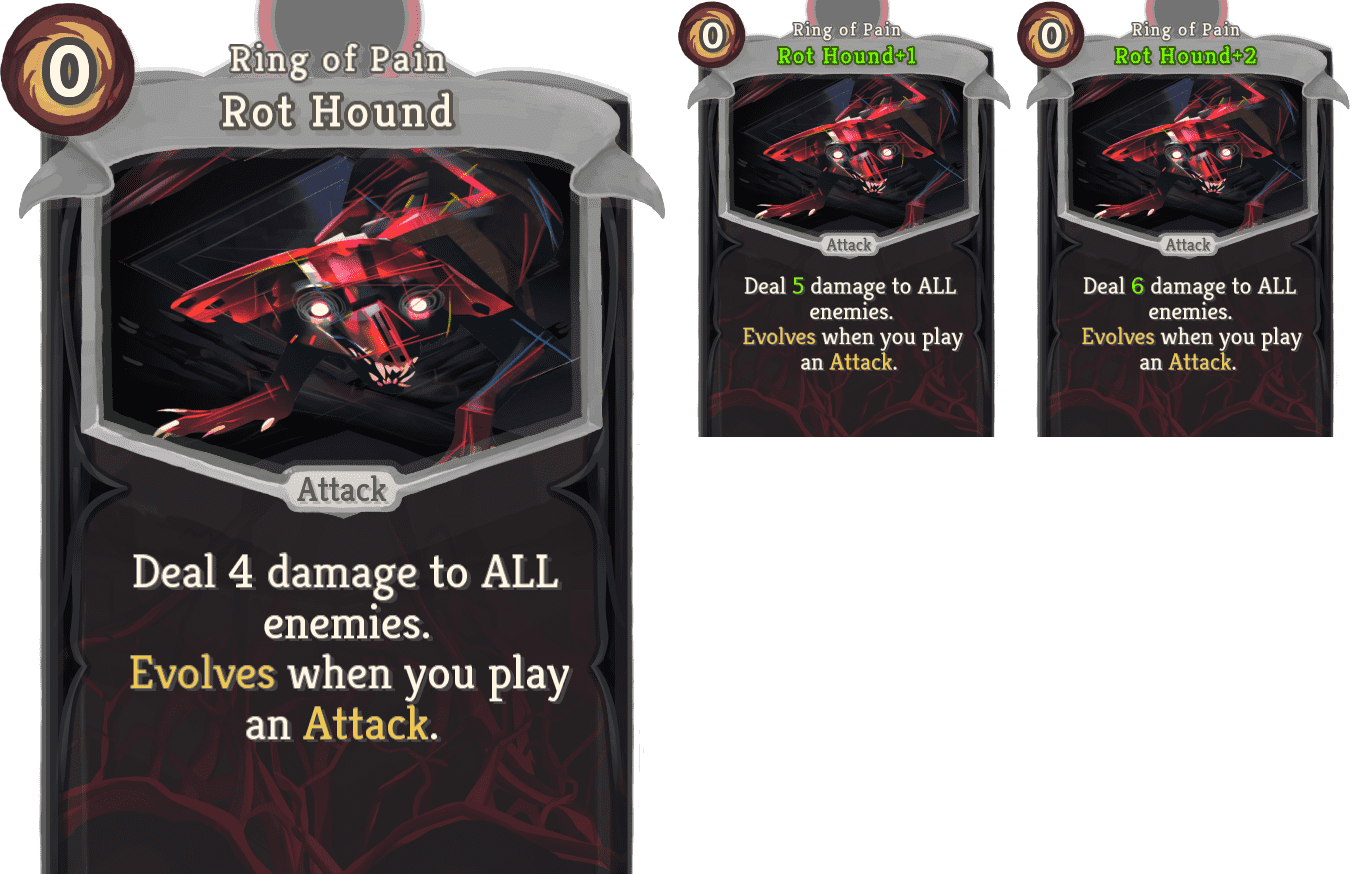 0
Ring of Pain
Rot Hound
Attack
Deal 4 damage to ALL
enemies.
Evolves when you play
an Attack.
0
Ring of Pain
Rot Hound+1
Attack
Deal 5 damage to ALL
enemies.
Evolves when you play
an Attack.
0
Ring of Pain
Rot Hound+2
Attack
Deal 6 damage to ALL
enemies.
Evolves when you play
an Attack.